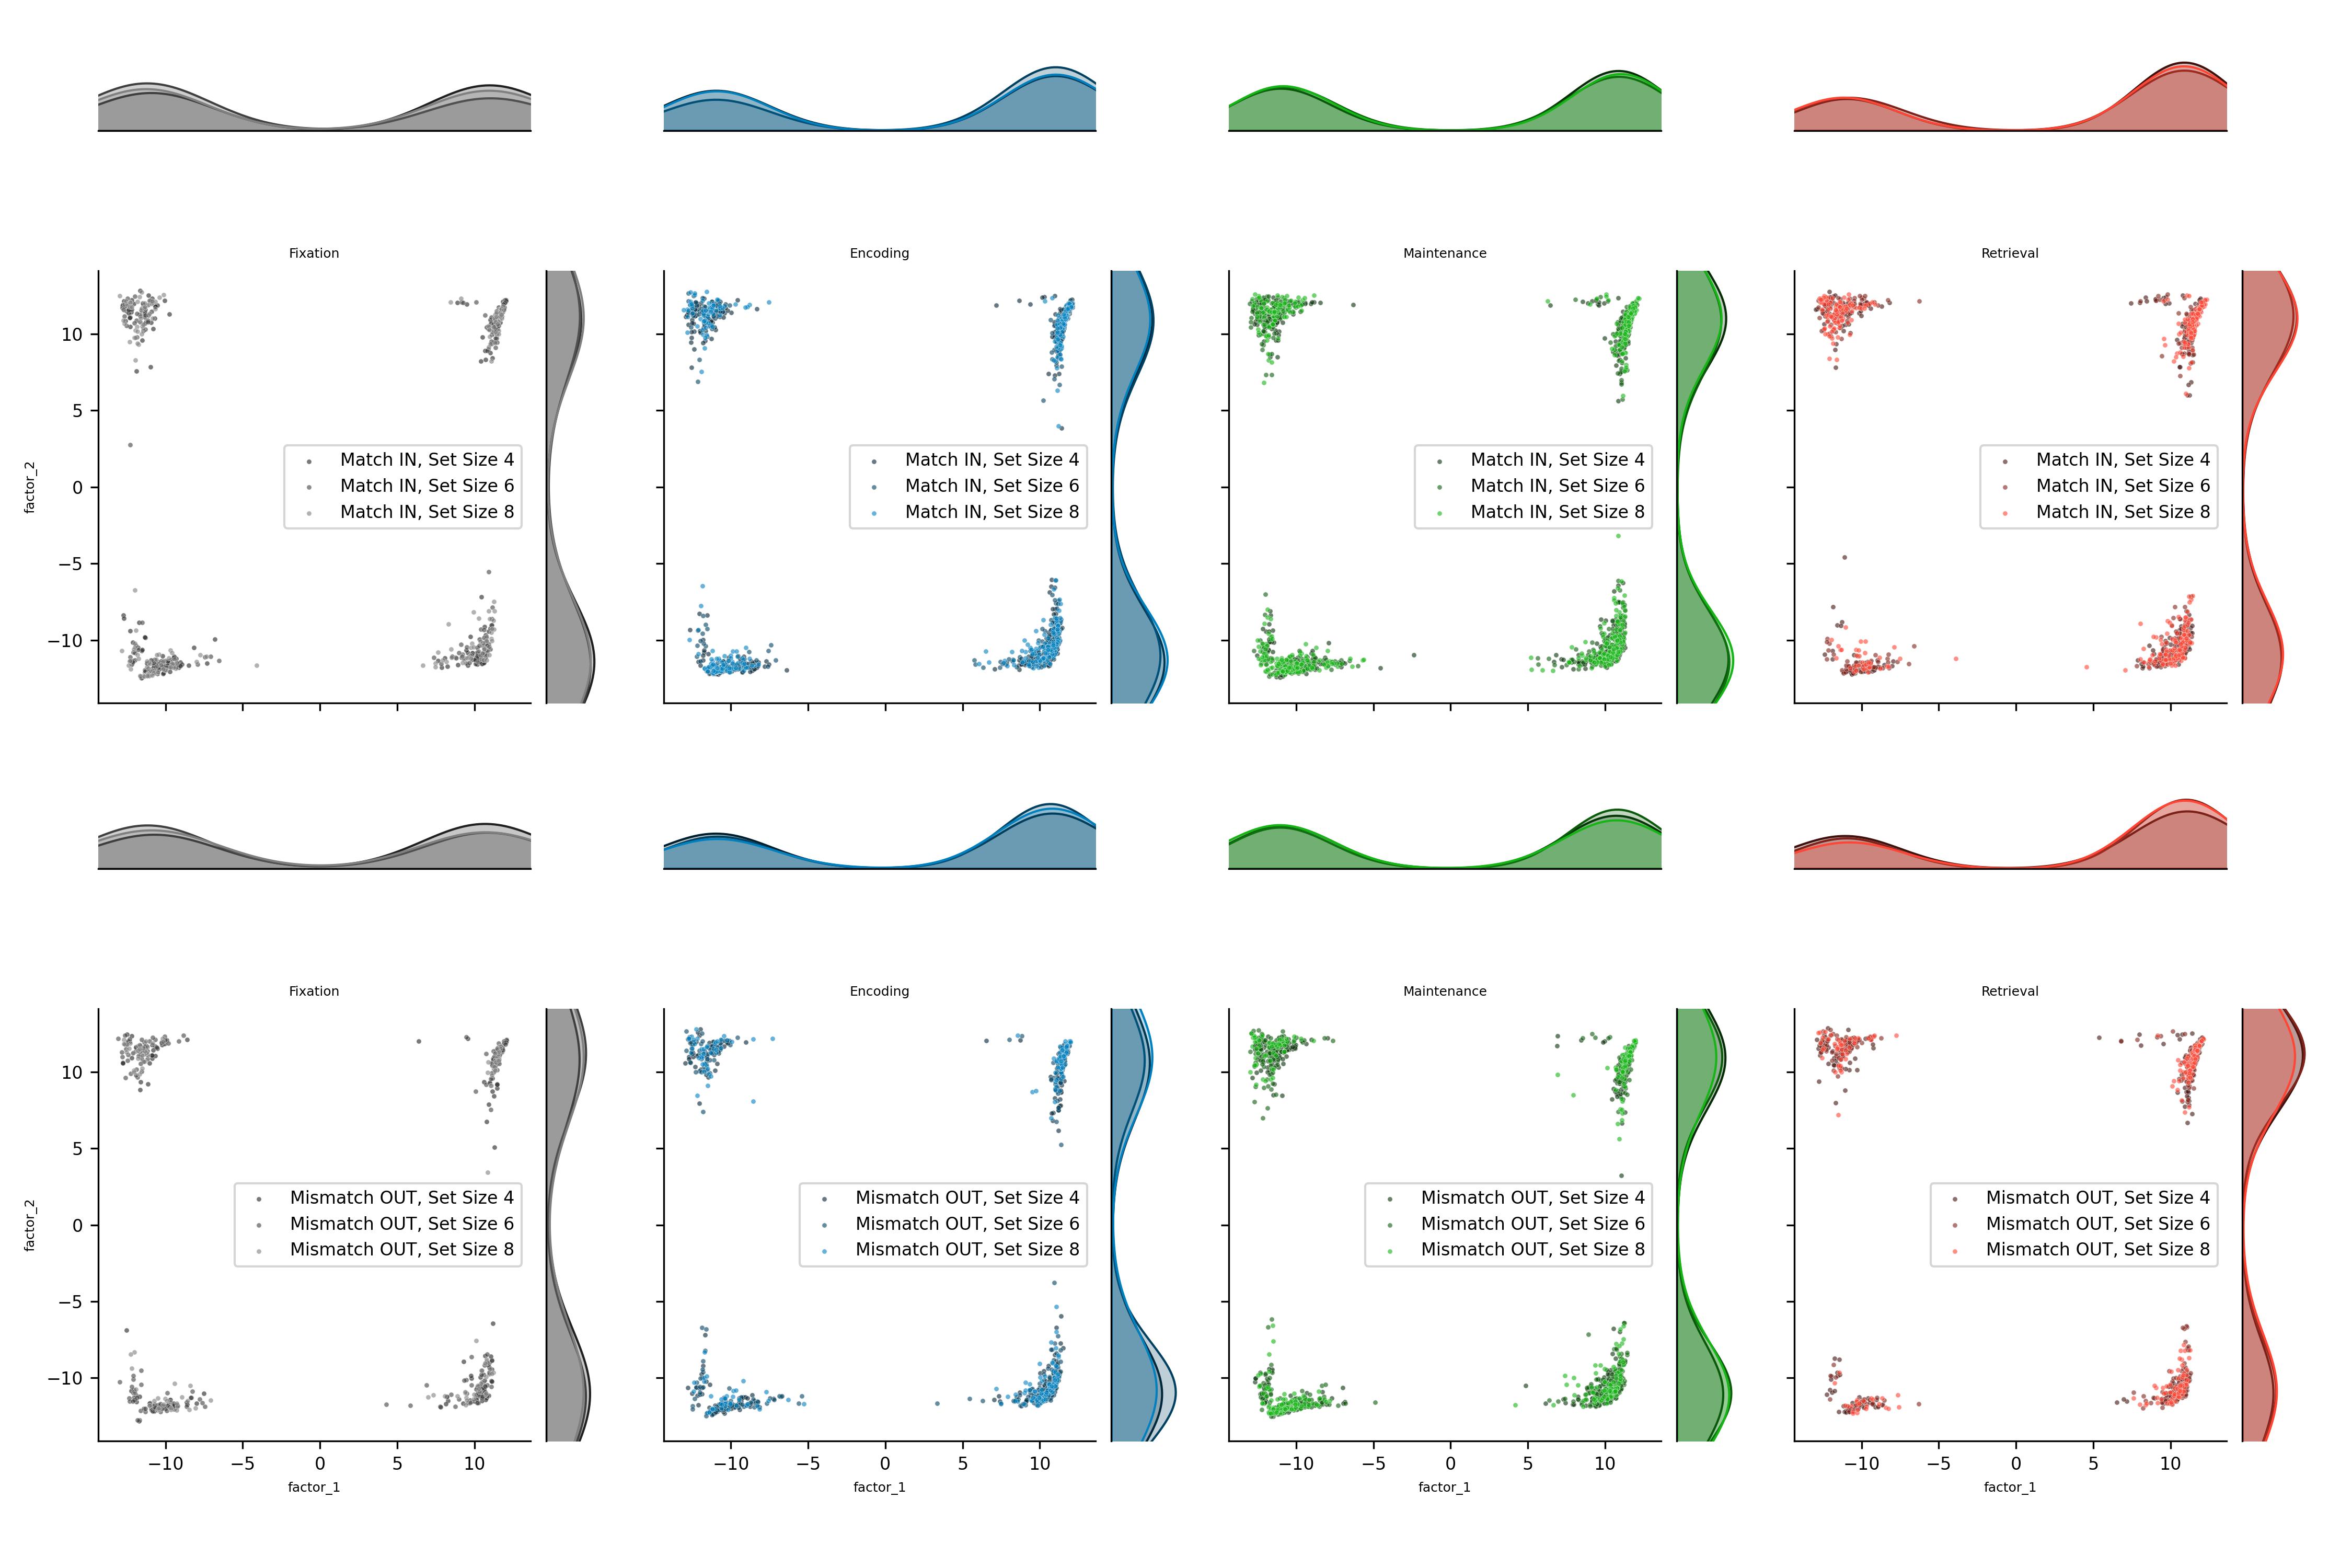 Fixation
Encoding
Maintenance
Retrieval
10
5
0
−5
−10
factor_2
Match IN, Set Size 4
Match IN, Set Size 6
Match IN, Set Size 8
Match IN, Set Size 4
Match IN, Set Size 6
Match IN, Set Size 8
Match IN, Set Size 4
Match IN, Set Size 6
Match IN, Set Size 8
Match IN, Set Size 4
Match IN, Set Size 6
Match IN, Set Size 8
Fixation
Encoding
Maintenance
Retrieval
10
5
0
−5
−10
factor_2
Mismatch OUT, Set Size 4
Mismatch OUT, Set Size 6
Mismatch OUT, Set Size 8
Mismatch OUT, Set Size 4
Mismatch OUT, Set Size 6
Mismatch OUT, Set Size 8
Mismatch OUT, Set Size 4
Mismatch OUT, Set Size 6
Mismatch OUT, Set Size 8
Mismatch OUT, Set Size 4
Mismatch OUT, Set Size 6
Mismatch OUT, Set Size 8
−10 −5 0 5 10
−10 −5 0 5 10
−10 −5 0 5 10
−10 −5 0 5 10
factor_1
factor_1
factor_1
factor_1